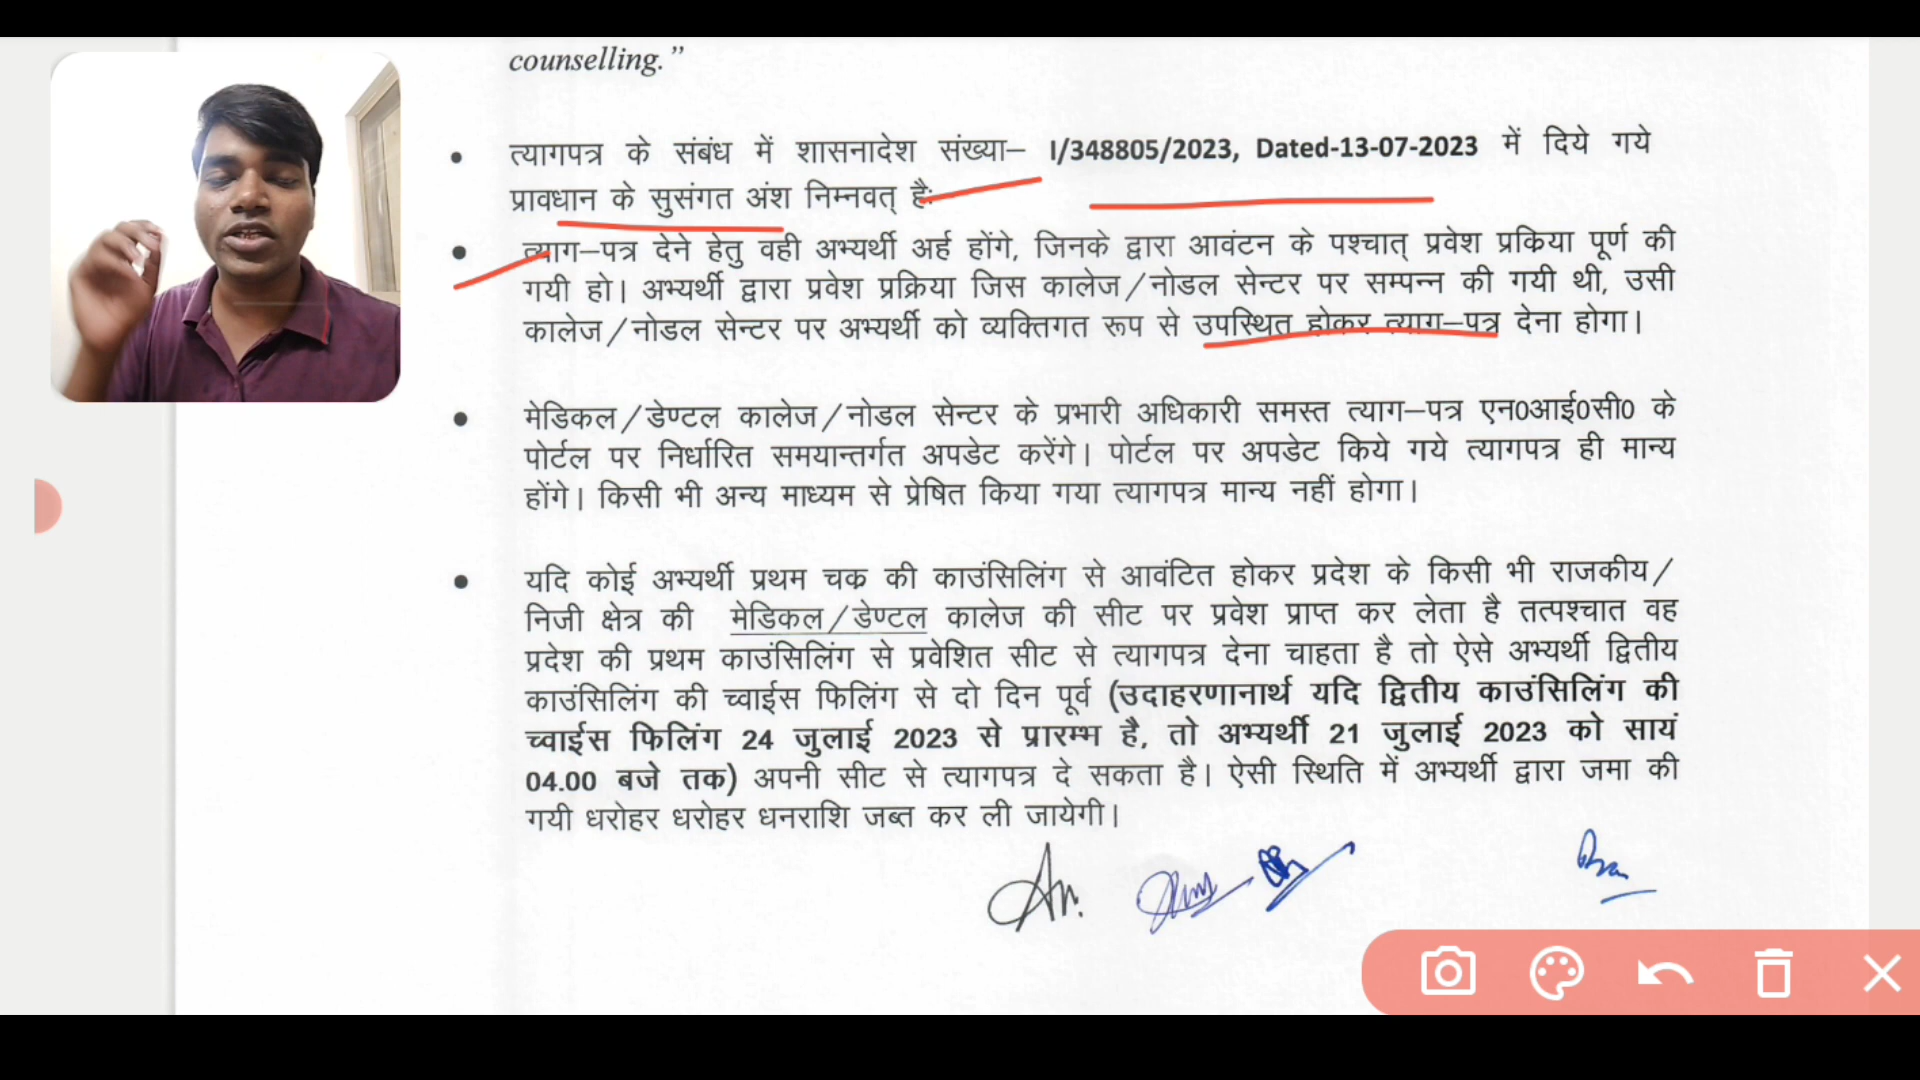 counselling.”
त्यागपत्र के संबंध में शासनादेश संख्या– I/348805/2023, Dated-13-07-2023 में दिये गये
प्रावधान के सुसंगत अंश निम्नवत् हैः
त्याग–पत्र देने हेतु वही अभ्यर्थी अर्ह होंगे, जिनके द्वारा आवंटन के पश्चात् प्रवेश प्रक्रिया पूर्ण की
गयी हो। अभ्यर्थी द्वारा प्रवेश प्रक्रिया जिस कालेज/नोडल सेन्टर पर सम्पन्न की गयी थी, उसी
कालेज/नोडल सेन्टर पर अभ्यर्थी को व्यक्तिगत रूप से उपस्थित होकर त्याग–पत्र देना होगा।
मेडिकल/डेण्टल कालेज/नोडल सेन्टर के प्रभारी अधिकारी समस्त त्याग–पत्र एन0आई0सी0 के
पोर्टल पर निर्धारित समयान्तर्गत अपडेट करेंगे। पोर्टल पर अपडेट किये गये त्यागपत्र ही मान्य
होंगे। किसी भी अन्य माध्यम से प्रेषित किया गया त्यागपत्र मान्य नहीं होगा।
यदि कोई अभ्यर्थी प्रथम चक्र की काउंसिलिंग से आवंटित होकर प्रदेश के किसी भी राजकीय/
निजी क्षेत्र की मेडिकल/डेण्टल कालेज की सीट पर प्रवेश प्राप्त कर लेता है तत्पश्चात वह
प्रदेश की प्रथम काउंसिलिंग से प्रवेशित सीट से त्यागपत्र देना चाहता है तो ऐसे अभ्यर्थी द्वितीय
काउंसिलिंग की च्वाईस फिलिंग से दो दिन पूर्व (उदाहरणानार्थ यदि द्वितीय काउंसिलिंग की
च्वाईस फिलिंग 24 जुलाई 2023 से प्रारम्भ है, तो अभ्यर्थी 21 जुलाई 2023 को सायं
04.00 बजे तक) अपनी सीट से त्यागपत्र दे सकता है। ऐसी स्थिति में अभ्यर्थी द्वारा जमा की
गयी धरोहर धरोहर धनराशि जब्त कर ली जायेगी।